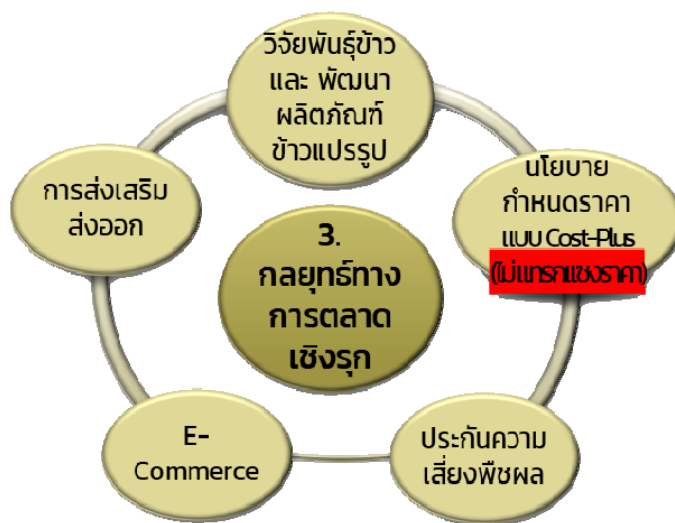 วิจัยพันธุ์ข้าว
และ พัฒนา
ผลิตภัณฑ์
ข้าวแปรรูป
นโยบาย
กำหนดราคา
แบบ Cost-Plus
(ไม่แทรกแซงราคา)
ประกันความ
เสี่ยงพืชผล
E-
Commerce
การส่งเสริม
ส่งออก
3.
กลยุทธ์ทาง
การตลาด
เชิงรุก